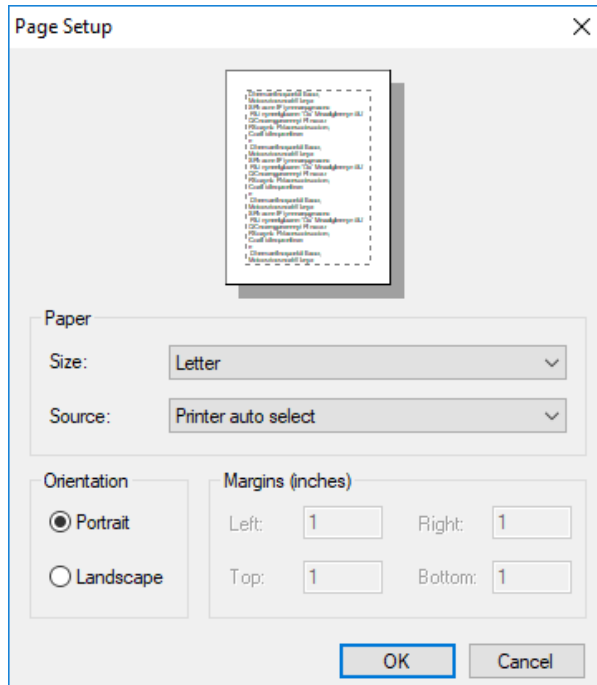 Page Setup
Paper
Size: Letter
Source: Printer auto select
Orientation
Portrait
Landscape
Margins (inches)
Left: 1 Right: 1
Top: 1 Bottom: 1
OK Cancel